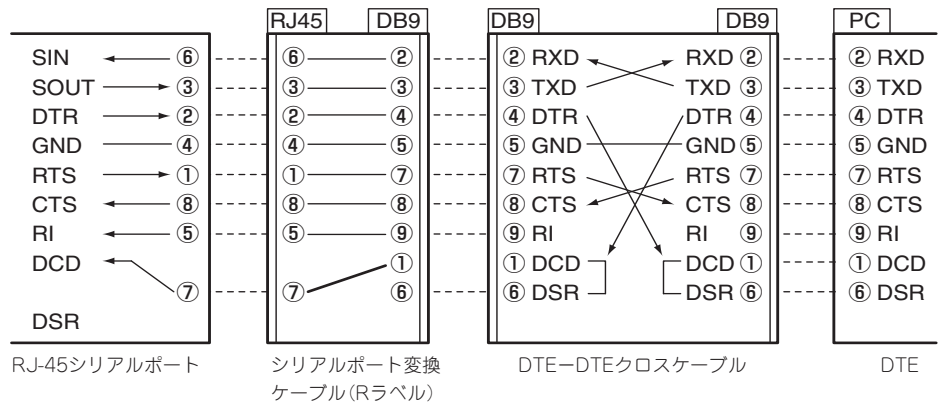 RJ45 DB9 DB9 DB9 PC
SIN ⑥ ⑥ ② ② RXD RXD ② ② RXD
SOUT ③ ③ ③ ③ TXD TXD ③ ③ TXD
DTR ② ② ④ ④ DTR DTR ④ ④ DTR
GND ④ ④ ⑤ ⑤ GND GND ⑤ ⑤ GND
RTS ① ① ⑦ ⑦ RTS RTS ⑦ ⑦ RTS
CTS ⑧ ⑧ ⑧ ⑧ CTS CTS ⑧ ⑧ CTS
RI ⑤ ⑤ ⑨ ⑨ RI RI ⑨ ⑨ RI
DCD ① ① DCD DCD ① ① DCD
⑦ ⑦ ⑥ ⑥ DSR DSR ⑥ ⑥ DSR
DSR
RJ-45シリアルポート シリアルポート変換 DTEーDTEクロスケーブル DTE
ケーブル(Rラベル)